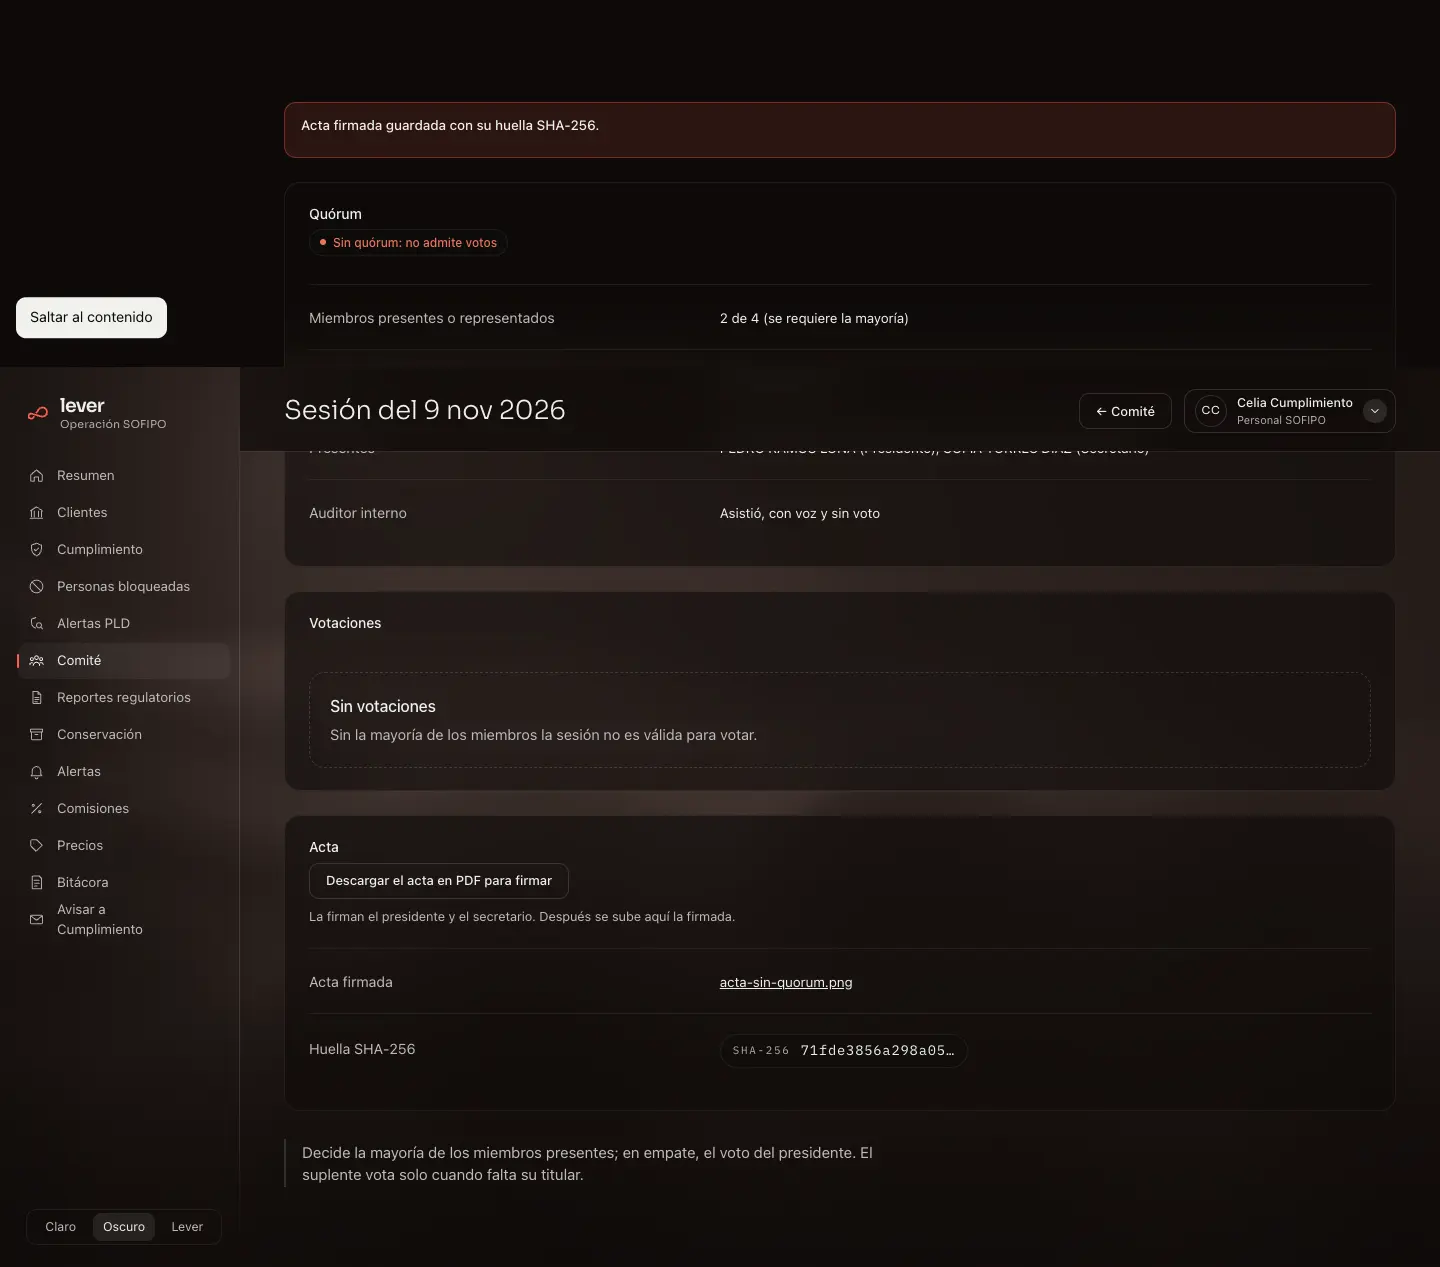 Acta firmada guardada con su huella SHA-256.
Quórum
Sin quórum: no admite votos
Miembros presentes o representados
2 de 4 (se requiere la mayoría)
Saltar al contenido
lever
Operación SOFIPO
Sesión del 9 nov 2026
← Comité
CC
Celia Cumplimiento
Personal SOFIPO
Resumen
Clientes
Cumplimiento
Personas bloqueadas
Alertas PLD
Comité
Reportes regulatorios
Conservación
Alertas
Comisiones
Precios
Bitácora
Avisar a
Cumplimiento
Claro
Oscuro
Lever
Auditor interno
Asistió, con voz y sin voto
Votaciones
Sin votaciones
Sin la mayoría de los miembros la sesión no es válida para votar.
Acta
Descargar el acta en PDF para firmar
La firman el presidente y el secretario. Después se sube aquí la firmada.
Acta firmada
acta-sin-quorum.png
Huella SHA-256
SHA-256 71fde3856a298a05…
Decide la mayoría de los miembros presentes; en empate, el voto del presidente. El
suplente vota solo cuando falta su titular.